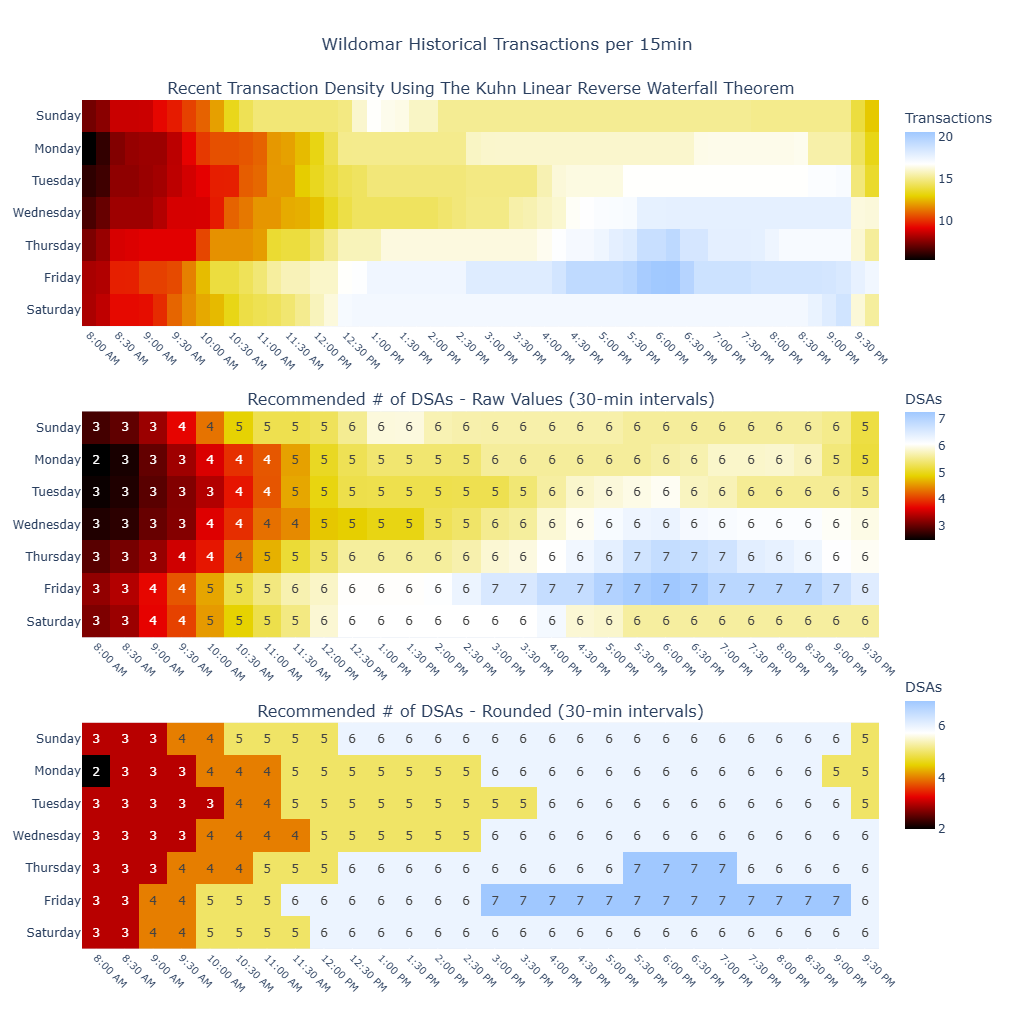 Wildomar Historical Transactions per 15min
Recent Transaction Density Using The Kuhn Linear Reverse Waterfall Theorem
Sunday
Monday
Tuesday
Wednesday
Thursday
Friday
Saturday
8:00 AM 8:30 AM 9:00 AM 9:30 AM 10:00 AM 10:30 AM 11:00 AM 11:30 AM 12:00 PM 12:30 PM 1:00 PM 1:30 PM 2:00 PM 2:30 PM 3:00 PM 3:30 PM 4:00 PM 4:30 PM 5:00 PM 5:30 PM 6:00 PM 6:30 PM 7:00 PM 7:30 PM 8:00 PM 8:30 PM 9:00 PM 9:30 PM
Transactions
20
15
10
Recommended # of DSAs - Raw Values (30-min intervals)
Sunday 3 3 3 4 4 5 5 5 5 6 6 6 6 6 6 6 6 6 6 6 6 6 6 6 6 6 6 5
Monday 2 3 3 3 4 4 4 5 5 5 5 5 5 5 6 6 6 6 6 6 6 6 6 6 6 6 5 5
Tuesday 3 3 3 3 3 4 4 5 5 5 5 5 5 5 5 5 6 6 6 6 6 6 6 6 6 6 6 5
Wednesday 3 3 3 3 4 4 4 4 5 5 5 5 5 5 6 6 6 6 6 6 6 6 6 6 6 6 6 6
Thursday 3 3 3 4 4 4 5 5 5 6 6 6 6 6 6 6 6 6 6 7 7 7 7 6 6 6 6 6
Friday 3 3 4 4 5 5 5 6 6 6 6 6 6 6 7 7 7 7 7 7 7 7 7 7 7 7 7 6
Saturday 3 3 4 4 5 5 5 5 6 6 6 6 6 6 6 6 6 6 6 6 6 6 6 6 6 6 6 6
8:00 AM 8:30 AM 9:00 AM 9:30 AM 10:00 AM 10:30 AM 11:00 AM 11:30 AM 12:00 PM 12:30 PM 1:00 PM 1:30 PM 2:00 PM 2:30 PM 3:00 PM 3:30 PM 4:00 PM 4:30 PM 5:00 PM 5:30 PM 6:00 PM 6:30 PM 7:00 PM 7:30 PM 8:00 PM 8:30 PM 9:00 PM 9:30 PM
DSAs
7
6
5
4
3
Recommended # of DSAs - Rounded (30-min intervals)
Sunday 3 3 3 4 4 5 5 5 5 6 6 6 6 6 6 6 6 6 6 6 6 6 6 6 6 6 6 5
Monday 2 3 3 3 4 4 4 5 5 5 5 5 5 5 6 6 6 6 6 6 6 6 6 6 6 6 5 5
Tuesday 3 3 3 3 3 4 4 5 5 5 5 5 5 5 5 5 6 6 6 6 6 6 6 6 6 6 6 5
Wednesday 3 3 3 3 4 4 4 4 5 5 5 5 5 5 6 6 6 6 6 6 6 6 6 6 6 6 6 6
Thursday 3 3 3 4 4 4 5 5 5 6 6 6 6 6 6 6 6 6 6 7 7 7 7 6 6 6 6 6
Friday 3 3 4 4 5 5 5 6 6 6 6 6 6 6 7 7 7 7 7 7 7 7 7 7 7 7 7 6
Saturday 3 3 4 4 5 5 5 5 6 6 6 6 6 6 6 6 6 6 6 6 6 6 6 6 6 6 6 6
8:00 AM 8:30 AM 9:00 AM 9:30 AM 10:00 AM 10:30 AM 11:00 AM 11:30 AM 12:00 PM 12:30 PM 1:00 PM 1:30 PM 2:00 PM 2:30 PM 3:00 PM 3:30 PM 4:00 PM 4:30 PM 5:00 PM 5:30 PM 6:00 PM 6:30 PM 7:00 PM 7:30 PM 8:00 PM 8:30 PM 9:00 PM 9:30 PM
DSAs
6
4
2